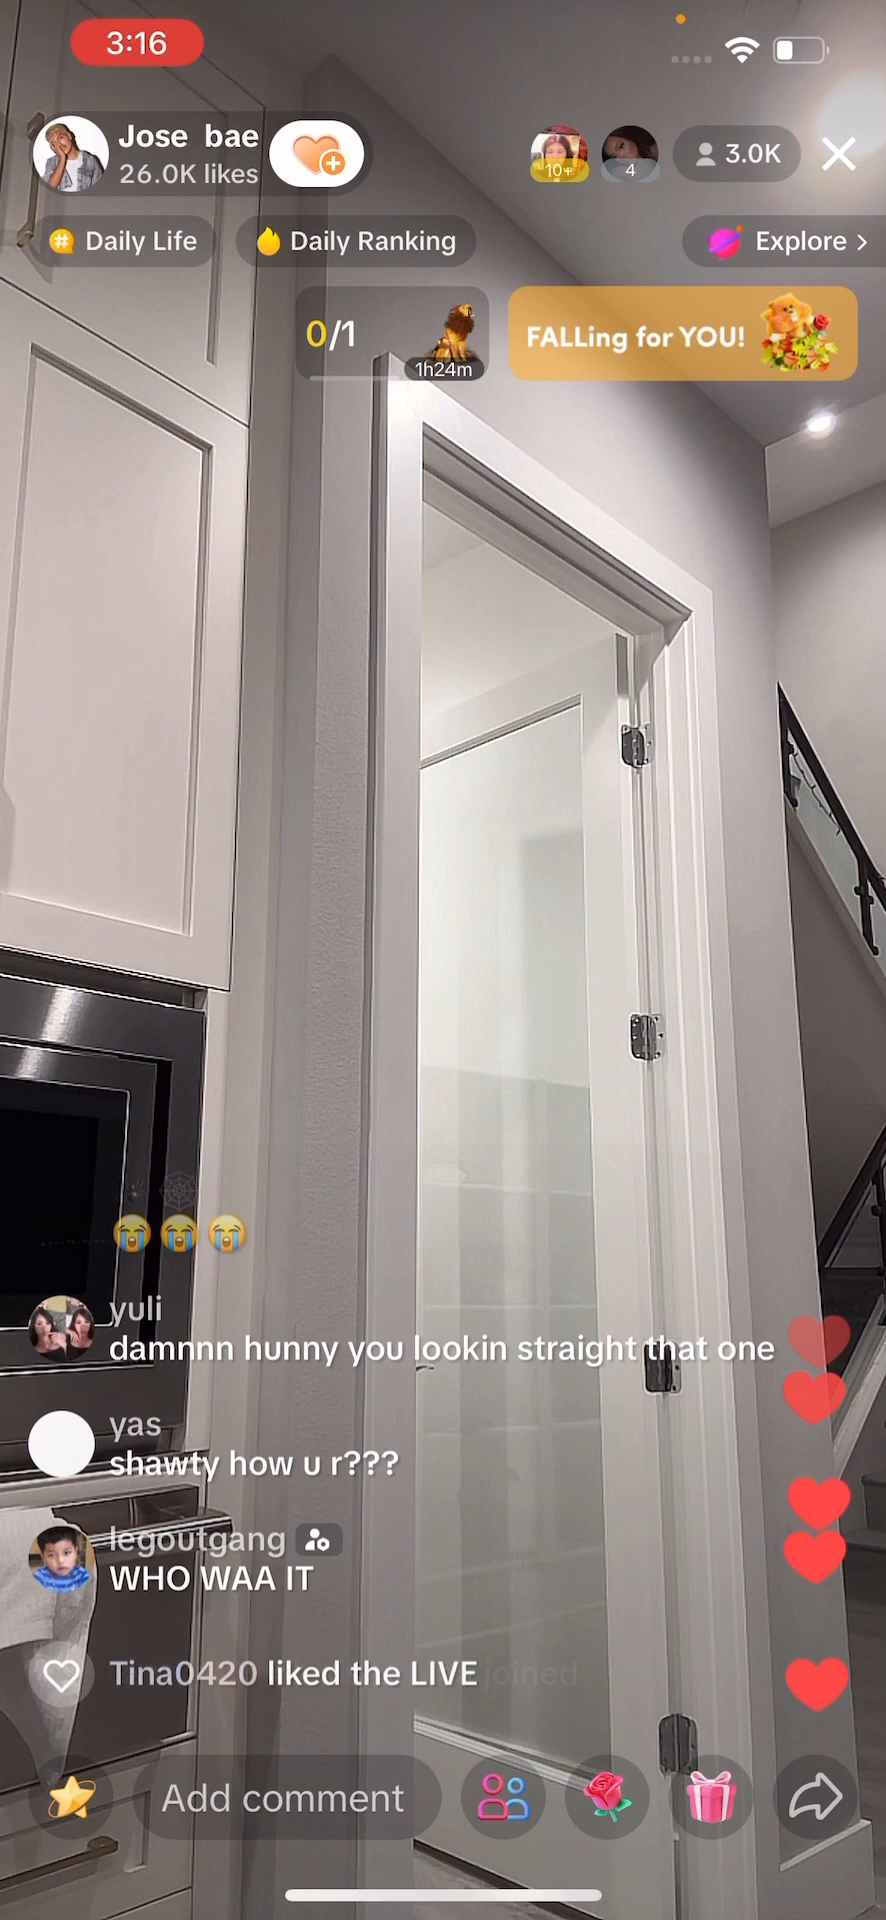 3:16
Jose bae
26.0K likes
10+
4
3.0K
Daily Life
Daily Ranking
Explore >
0/1
1h24m
FALLing for YOU!
yuli
damnnn hunny you lookin straight that one
yas
shawty how u r???
legoutgang
WHO WAA IT
Tina0420 liked the LIVE joined
Add comment